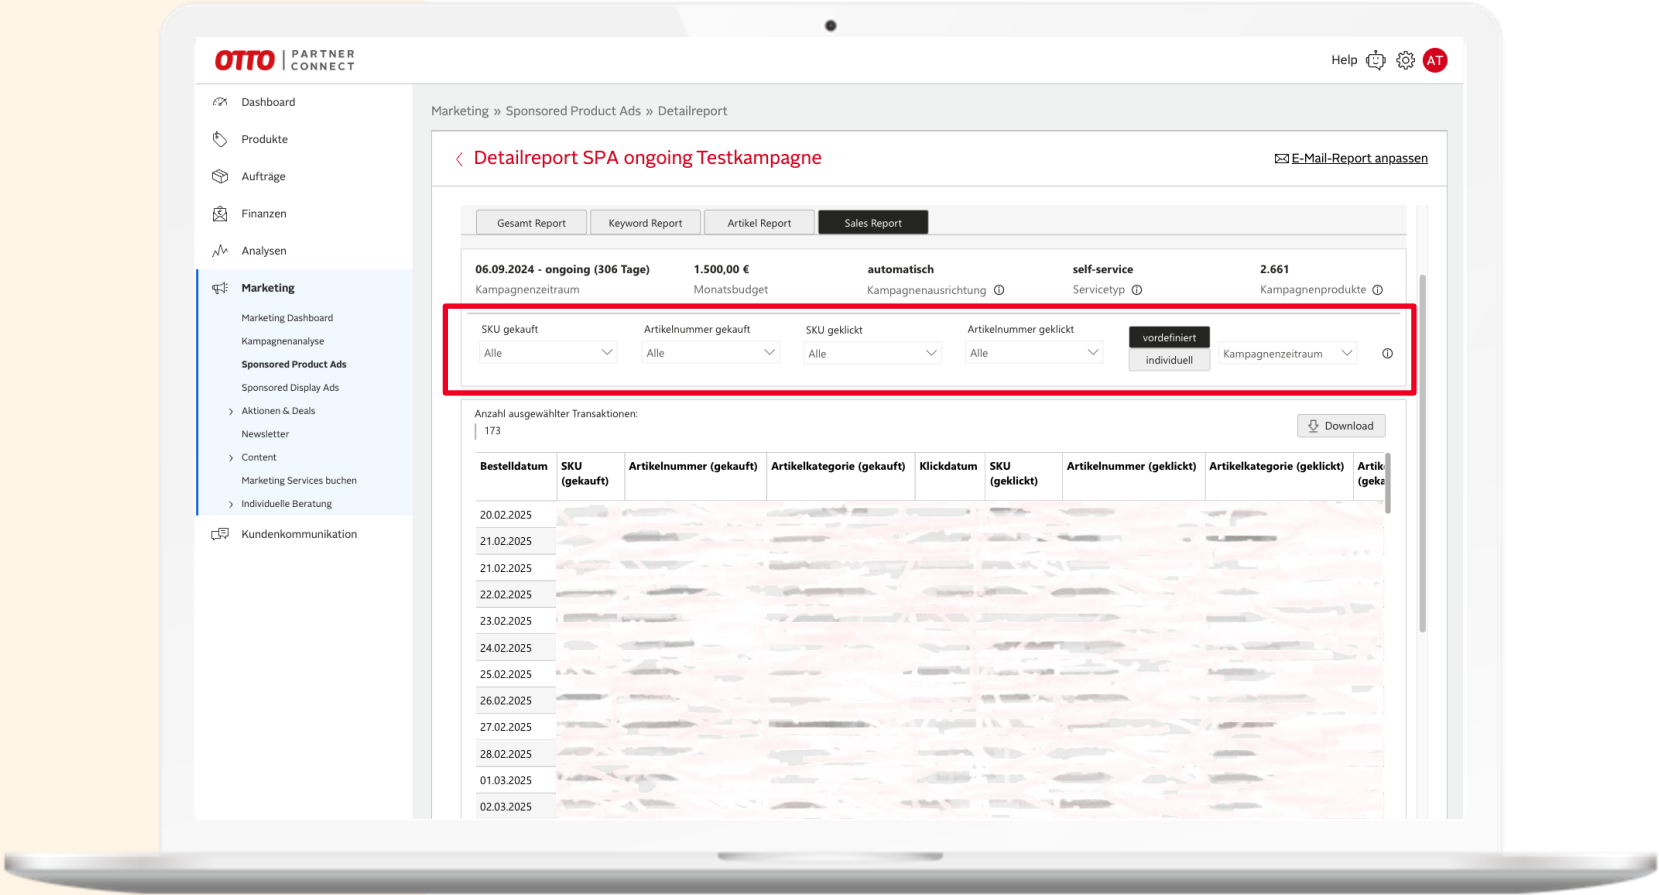 OTTO | PARTNER CONNECT
Help
AT
Dashboard
Produkte
Aufträge
Finanzen
Analysen
Marketing
Marketing Dashboard
Kampagnenanalyse
Sponsored Product Ads
Sponsored Display Ads
Aktionen & Deals
Newsletter
Content
Marketing Services buchen
Individuelle Beratung
Kundenkommunikation
Marketing » Sponsored Product Ads » Detailreport
Detailreport SPA ongoing Testkampagne
E-Mail-Report anpassen
Gesamt Report Keyword Report Artikel Report Sales Report
06.09.2024 - ongoing (306 Tage) 1.500,00 € automatisch self-service 2.661
Kampagnenzeitraum Monatsbudget Kampagnenausrichtung Servicetyp Kampagnenprodukte
SKU gekauft Artikelnummer gekauft SKU geklickt Artikelnummer geklickt
Alle Alle Alle Alle
vordefiniert
individuell
Kampagnenzeitraum
Anzahl ausgewählter Transaktionen:
173
Download
Bestelldatum SKU (gekauft) Artikelnummer (gekauft) Artikelkategorie (gekauft) Klickdatum SKU (geklickt) Artikelnummer (geklickt) Artikelkategorie (geklickt)
20.02.2025
21.02.2025
21.02.2025
22.02.2025
23.02.2025
24.02.2025
25.02.2025
26.02.2025
27.02.2025
28.02.2025
01.03.2025
02.03.2025